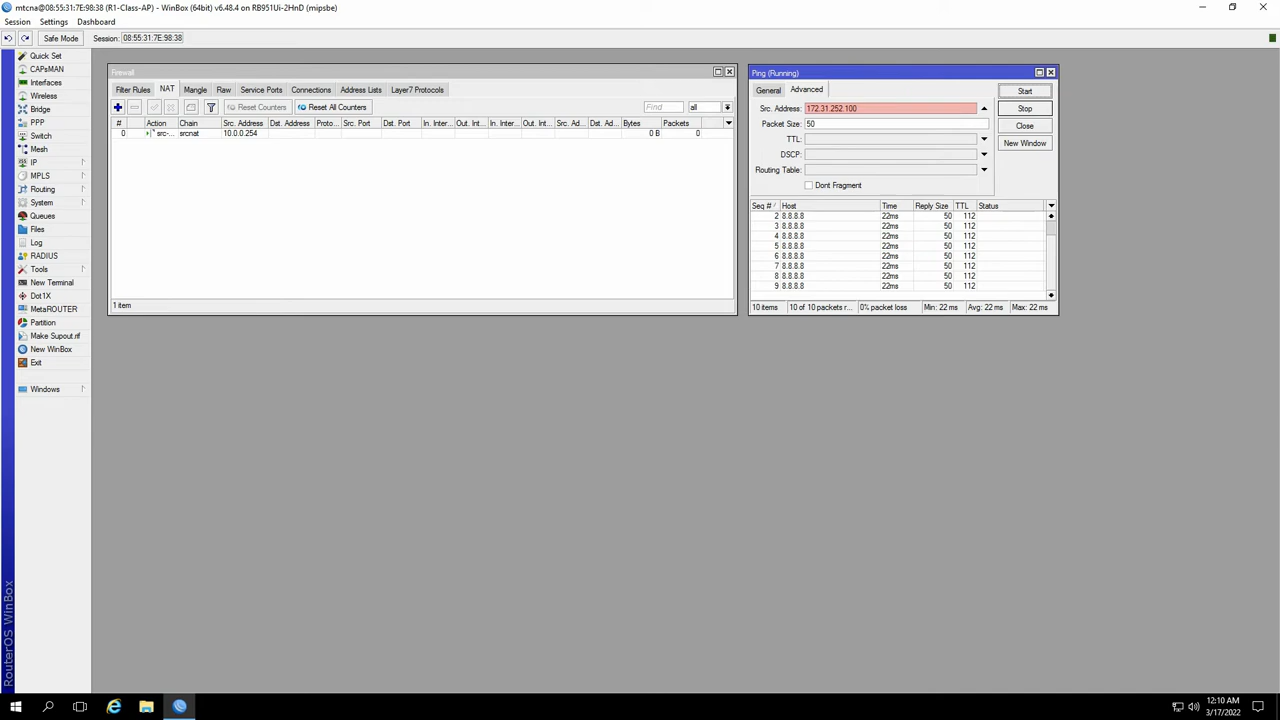 mtcna@08:55:31:7E:98:38 (R1-Class-AP) - WinBox (64bit) v6.48.4 on RB951Ui-2HnD (mipsbe)
Session Settings Dashboard
Safe Mode Session: 08:55:31:7E:98:38
Quick Set
CAPsMAN
Interfaces
Wireless
Bridge
PPP
Switch
Mesh
IP
MPLS
Routing
System
Queues
Files
Log
RADIUS
Tools
New Terminal
Dot1X
MetaROUTER
Partition
Make Supout.rif
New WinBox
Exit
Windows
RouterOS WinBox
Firewall
Filter Rules NAT Mangle Raw Service Ports Connections Address Lists Layer7 Protocols
Reset Counters Reset All Counters Find all
# Action Chain Src. Address Dst. Address Proto... Src. Port Dst. Port In. Inter... Out. Int... In. Inter... Out. Int... Src. Ad... Dst. Ad... Bytes Packets
0 src-... srcnat 10.0.0.254 0 B 0
1 item
Ping (Running)
General Advanced
Src. Address: 172.31.252.100
Packet Size: 50
TTL:
DSCP:
Routing Table:
Dont Fragment
Start
Stop
Close
New Window
Seq # Host Time Reply Size TTL Status
2 8.8.8.8 22ms 50 112
3 8.8.8.8 22ms 50 112
4 8.8.8.8 22ms 50 112
5 8.8.8.8 22ms 50 112
6 8.8.8.8 22ms 50 112
7 8.8.8.8 22ms 50 112
8 8.8.8.8 22ms 50 112
9 8.8.8.8 22ms 50 112
10 items 10 of 10 packets r... 0% packet loss Min: 22 ms Avg: 22 ms Max: 22 ms
12:10 AM
3/17/2022